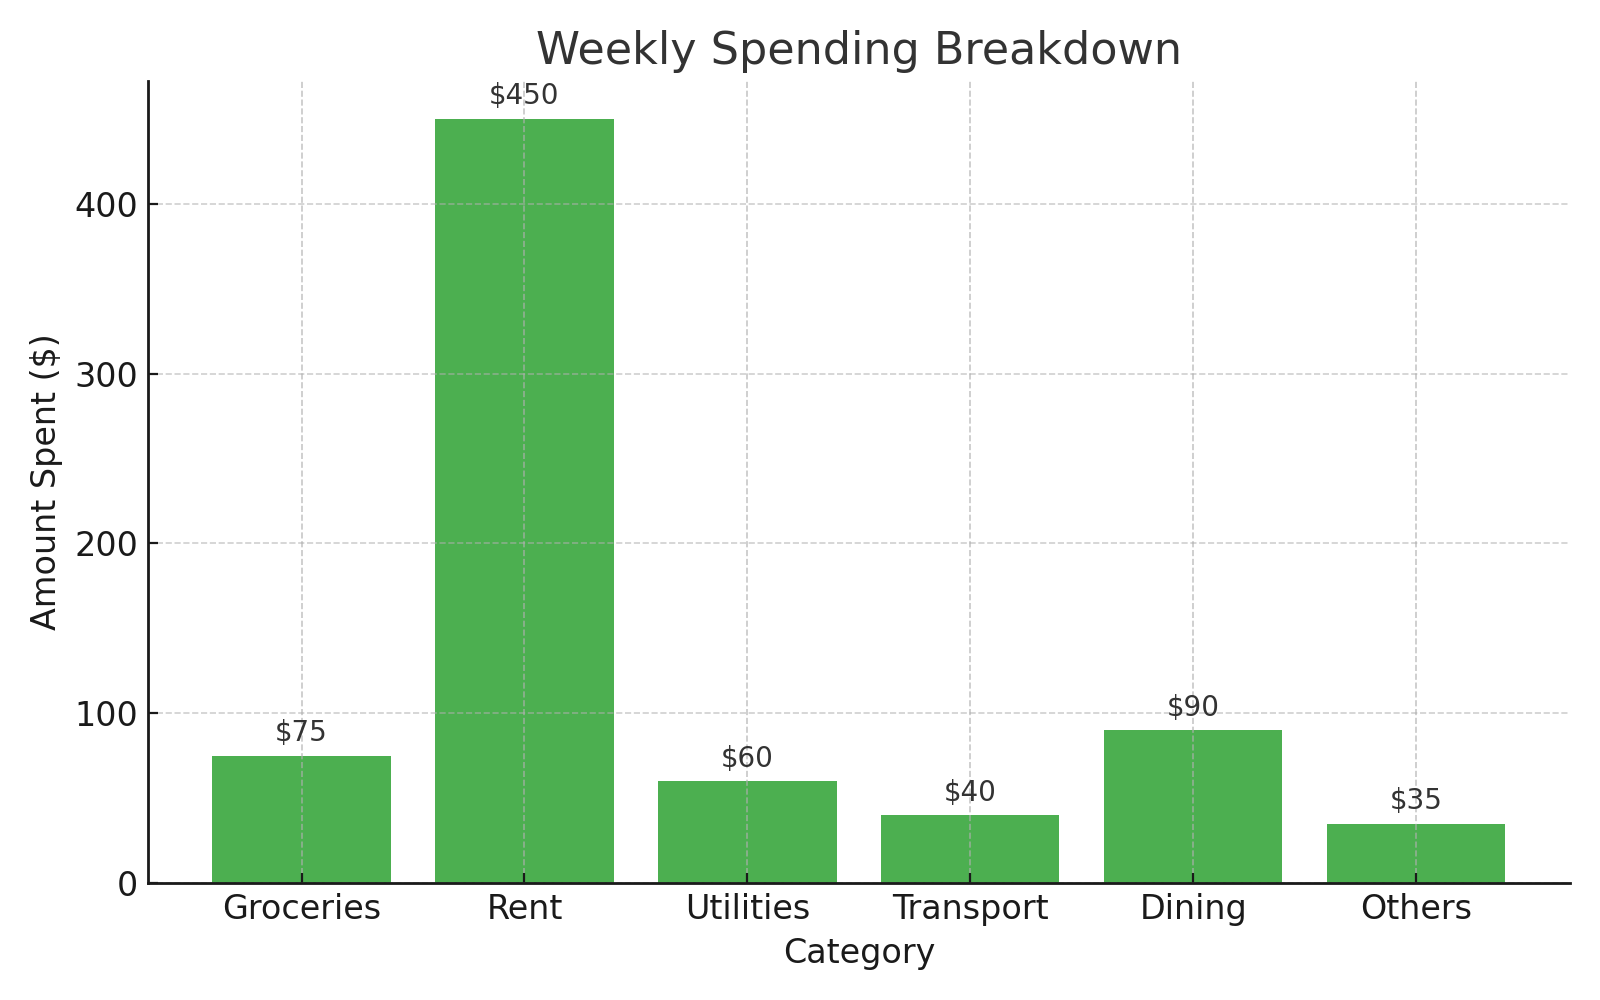 Weekly Spending Breakdown
Amount Spent ($)
400
300
200
100
0
$75
$450
$60
$40
$90
$35
Groceries
Rent
Utilities
Transport
Dining
Others
Category